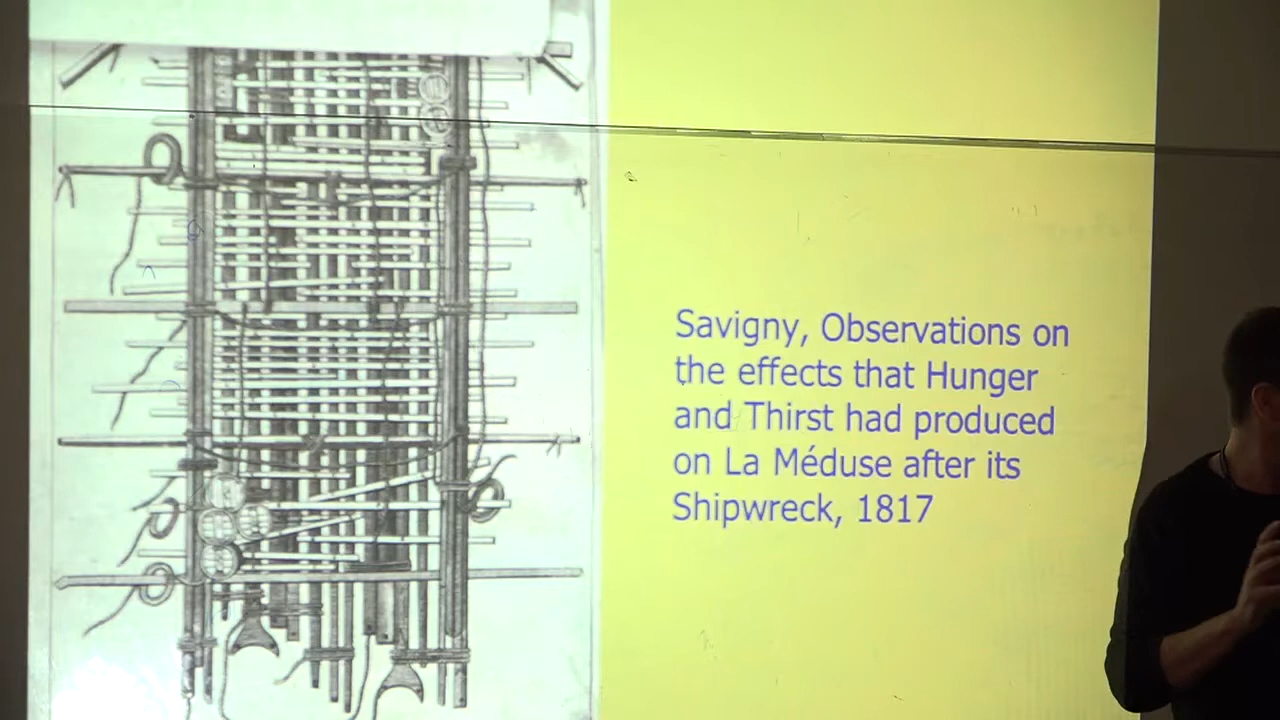 Savigny, Observations on
the effects that Hunger
and Thirst had produced
on La Méduse after its
Shipwreck, 1817